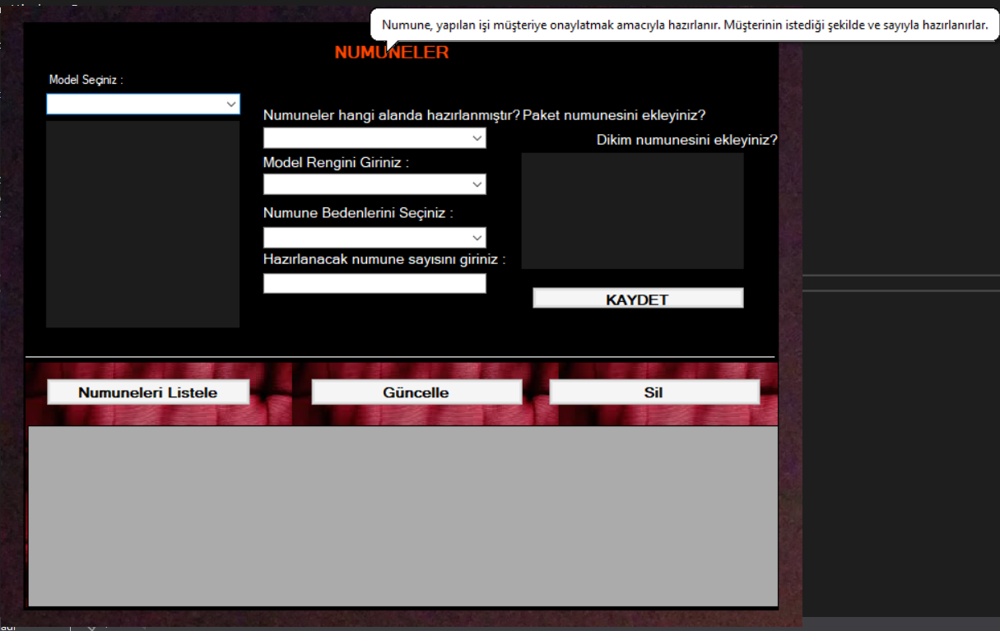 Numune, yapılan işi müşteriye onaylatmak amacıyla hazırlanır. Müşterinin istediği şekilde ve sayıyla hazırlanırlar.
NUMUNELER
Model Seçiniz :
Numuneler hangi alanda hazırlanmıştır?
Paket numunesini ekleyiniz?
Dikim numunesini ekleyiniz?
Model Rengini Giriniz :
Numune Bedenlerini Seçiniz :
Hazırlanacak numune sayısını giriniz :
KAYDET
Numuneleri Listele
Güncelle
Sil